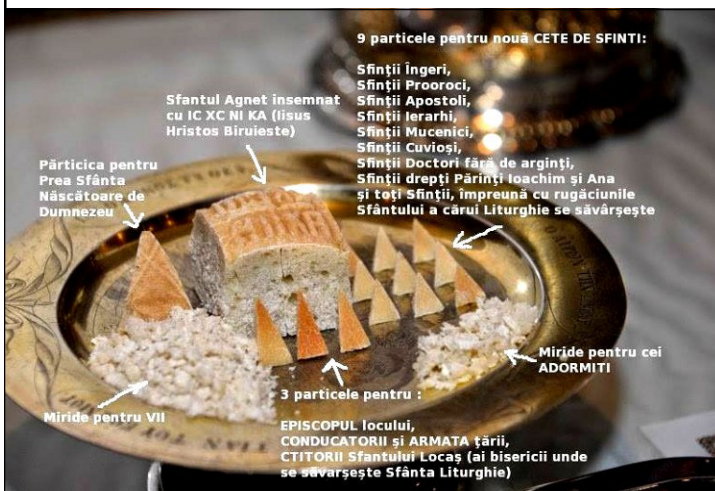 9 particele pentru nouă CETE DE SFINTI:
Sfinţii Îngeri,
Sfinţii Prooroci,
Sfinţii Apostoli,
Sfinţii Ierarhi,
Sfinţii Mucenici,
Sfinţii Cuvioşi,
Sfinţii Doctori fără de arginţi,
Sfinţii drepţi Părinţi Ioachim şi Ana
şi toţi Sfinţii, împreună cu rugăciunile
Sfântului a cărui Liturghie se săvârşeşte
Sfantul Agnet insemnat
cu IC XC NI KA (Iisus
Hristos Biruieste)
Părticica pentru
Prea Sfânta
Născătoare de
Dumnezeu
Miride pentru cei
ADORMITI
Miride pentru VII
3 particele pentru :
EPISCOPUL locului,
CONDUCATORII şi ARMATA ţării,
CTITORII Sfantului Locaş (ai bisericii unde
se săvarşeşte Sfânta Liturghie)